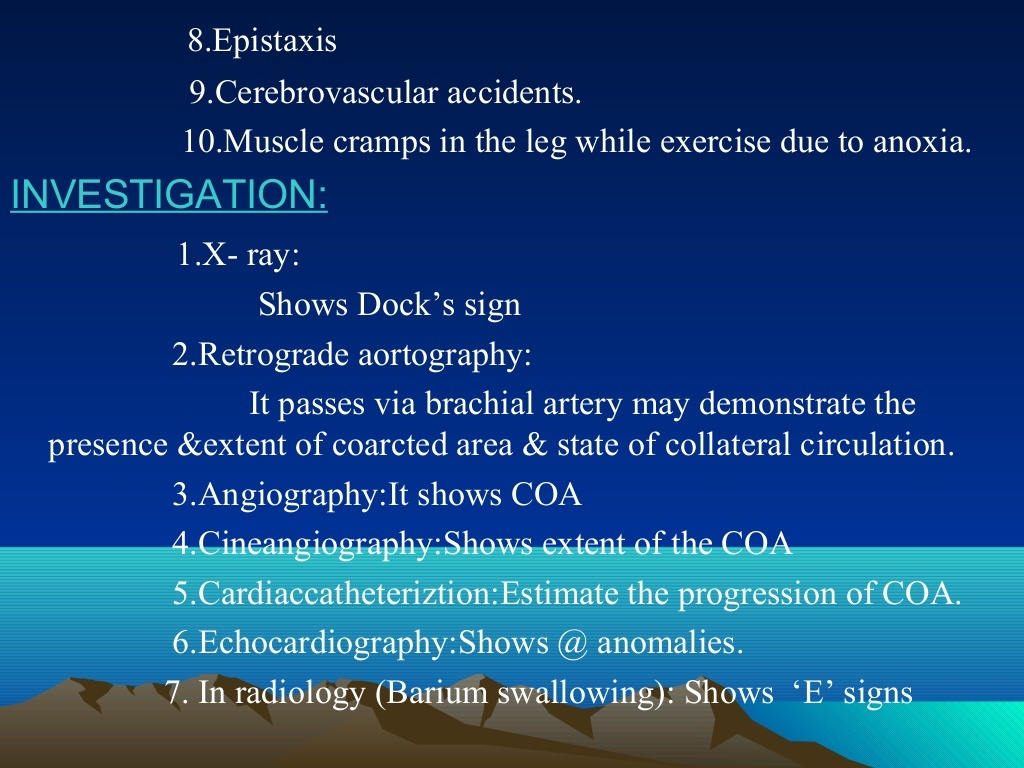 8.Epistaxis
9.Cerebrovascular accidents.
10.Muscle cramps in the leg while exercise due to anoxia.
INVESTIGATION:
1.X- ray:
Shows Dock’s sign
2.Retrograde aortography:
It passes via brachial artery may demonstrate the
presence &extent of coarcted area & state of collateral circulation.
3.Angiography:It shows COA
4.Cineangiography:Shows extent of the COA
5.Cardiaccatheteriztion:Estimate the progression of COA.
6.Echocardiography:Shows @ anomalies.
7. In radiology (Barium swallowing): Shows ‘E’ signs